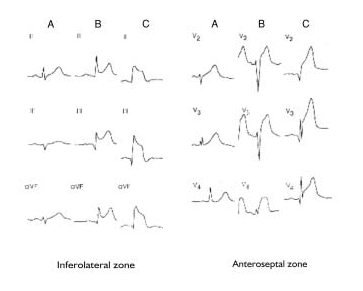 A B C A B C
II II II V2 V2 V2
II III III V3 V3 V3
aVF aVF aVF V4 V4 V4
Inferolateral zone Anteroseptal zone